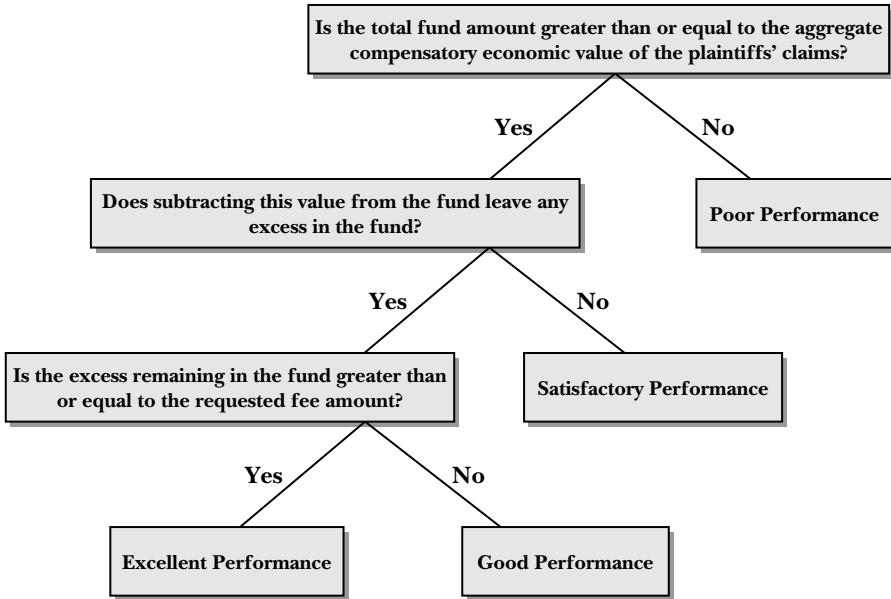 Is the total fund amount greater than or equal to the aggregate
compensatory economic value of the plaintiffs’ claims?
Yes
No
Does subtracting this value from the fund leave any
excess in the fund?
Poor Performance
Yes
No
Is the excess remaining in the fund greater than
or equal to the requested fee amount?
Satisfactory Performance
Yes
No
Excellent Performance
Good Performance